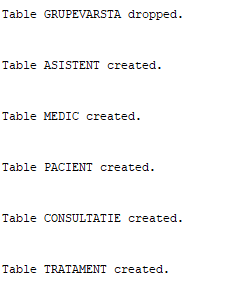 Table GRUPEVARSTA dropped.
Table ASISTENT created.
Table MEDIC created.
Table PACIENT created.
Table CONSULTATIE created.
Table TRATAMENT created.